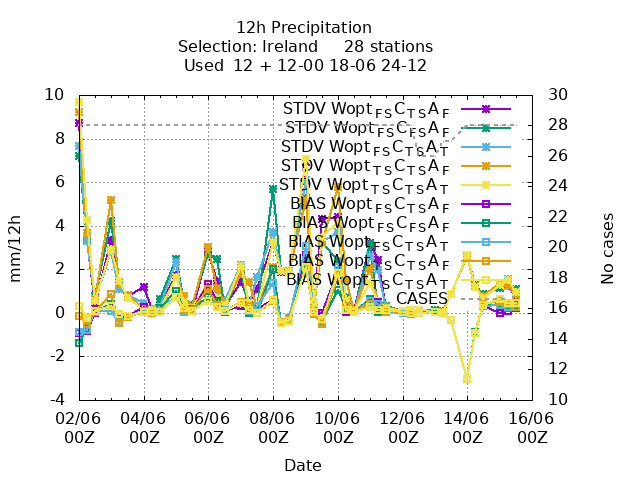 12h Precipitation
Selection: Ireland 28 stations
Used 12 + 12-00 18-06 24-12
mm/12h
10
8
6
4
2
0
-2
-4
STDV Wopt_FS C_TS A_F
STDV Wopt_FS C_FS A_F
STDV Wopt_FS C_TS A_T
STDV Wopt_TS C_TS A_F
STDV Wopt_TS C_TS A_T
BIAS Wopt_FS C_TS A_F
BIAS Wopt_FS C_FS A_F
BIAS Wopt_FS C_TS A_T
BIAS Wopt_TS C_TS A_F
BIAS Wopt_TS C_TS A_T
CASES
30
28
26
24
22
20
18
16
14
12
10
No cases
02/06 04/06 06/06 08/06 10/06 12/06 14/06 16/06
00Z 00Z 00Z 00Z 00Z 00Z 00Z 00Z
Date